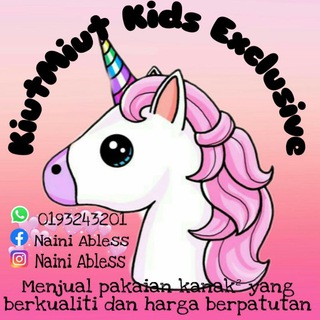 KiutMiut Kids Exclusive
0193243201
Naini Abless
Naini Abless
Menjual pakaian kanak² yang
berkualiti dan harga berpatutan